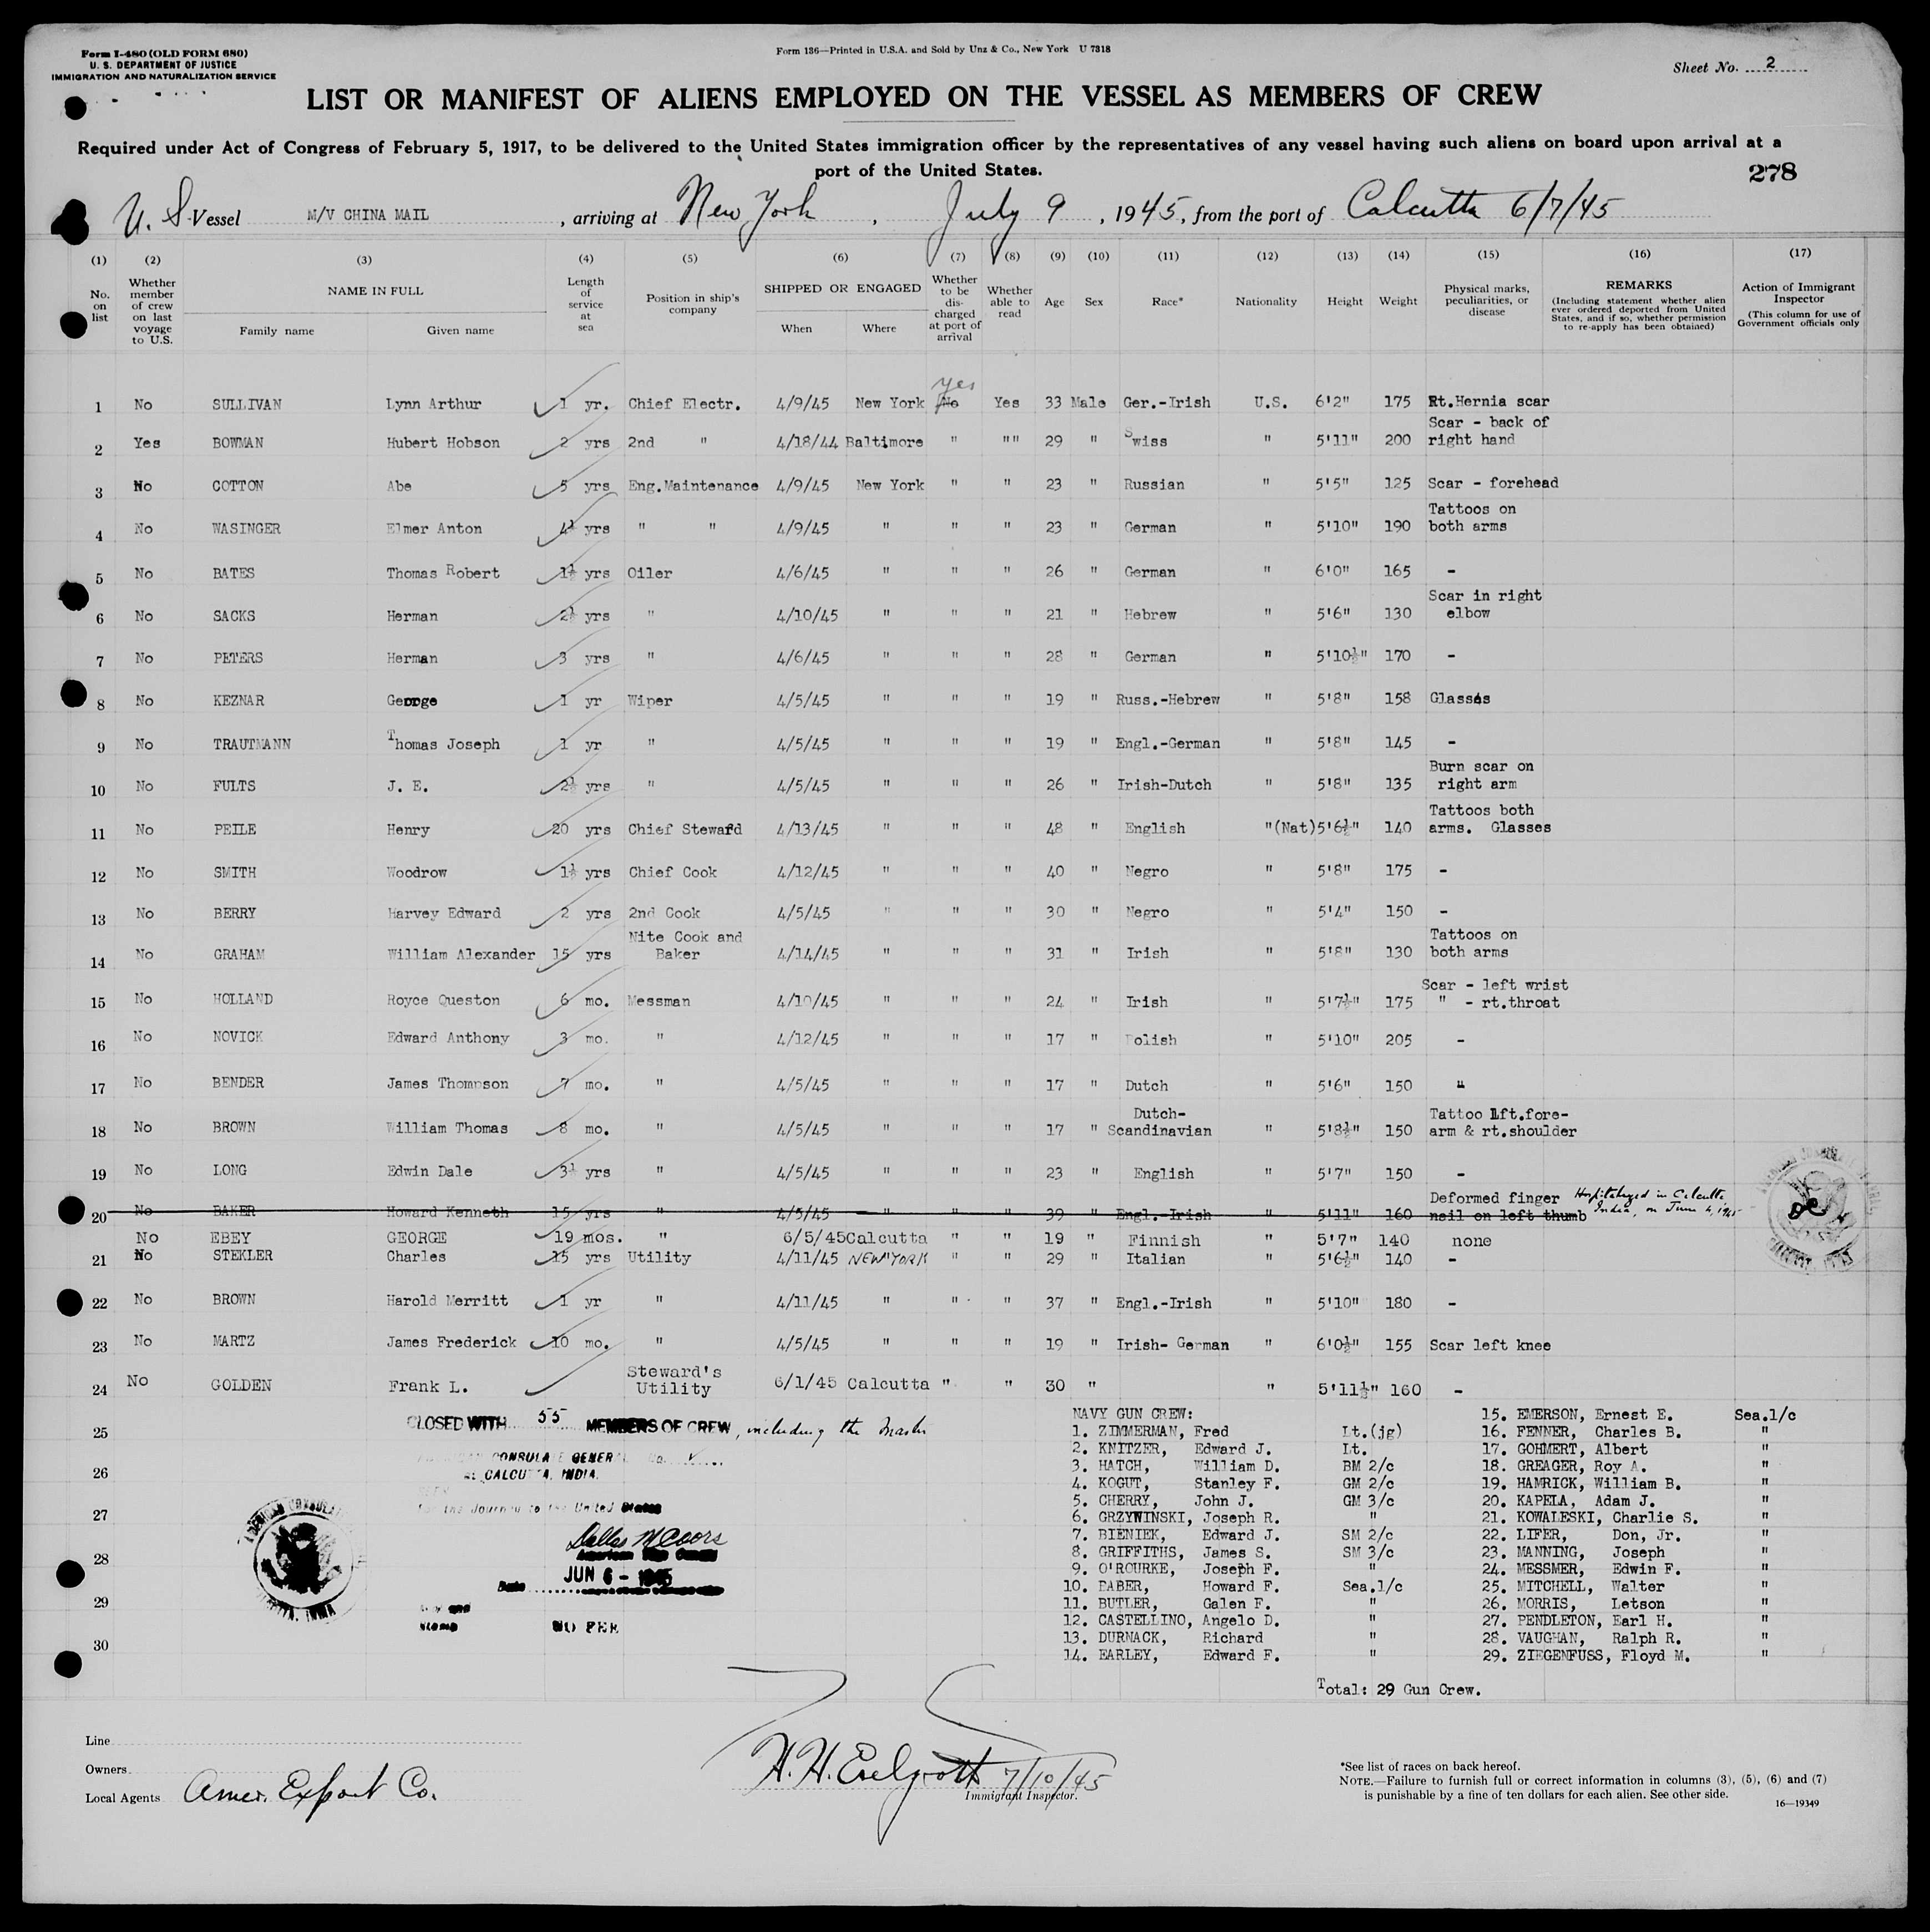 Form I-480 (OLD FORM 680)
U. S. DEPARTMENT OF JUSTICE
IMMIGRATION AND NATURALIZATION SERVICE
Form 136—Printed in U.S.A. and Sold by Unz & Co., New York U 7318
Sheet No. 2
LIST OR MANIFEST OF ALIENS EMPLOYED ON THE VESSEL AS MEMBERS OF CREW
Required under Act of Congress of February 5, 1917, to be delivered to the United States immigration officer by the representatives of any vessel having such aliens on board upon arrival at a
port of the United States.
278
U. S. Vessel M/V CHINA MAIL, arriving at New York, July 9, 1945, from the port of Calcutta 6/7/45
(1) (2) (3) (4) (5) (6) (7) (8) (9) (10) (11) (12) (13) (14) (15) (16) (17)
No. on list
Whether member of crew on last voyage to U.S.
NAME IN FULL
Family name
Given name
Length of service at sea
Position in ship's company
SHIPPED OR ENGAGED
When
Where
Whether to be discharged at port of arrival
Whether able to read
Age
Sex
Race*
Nationality
Height
Weight
Physical marks, peculiarities, or disease
REMARKS
(Including statement whether alien ever ordered deported from United States, and if so, whether permission to re-apply has been obtained)
Action of Immigrant Inspector
(This column for use of Government officials only
yes
1 No SULLIVAN Lynn Arthur 1 yr. Chief Electr. 4/9/45 New York No Yes 33 Male Ger.-Irish U.S. 6'2" 175 Rt.Hernia scar
2 Yes BOWMAN Hubert Hobson 2 yrs 2nd " 4/18/44 Baltimore " "" 29 " Swiss " 5'11" 200 Scar - back of right hand
3 No COTTON Abe 5 yrs Eng.Maintenance 4/9/45 New York " " 23 " Russian " 5'5" 125 Scar - forehead
4 No WASINGER Elmer Anton 4½ yrs " " 4/9/45 " " " 23 " German " 5'10" 190 Tattoos on both arms
5 No BATES Thomas Robert 1½ yrs Oiler 4/6/45 " " " 26 " German " 6'0" 165 -
6 No SACKS Herman 2½ yrs " 4/10/45 " " " 21 " Hebrew " 5'6" 130 Scar in right elbow
7 No PETERS Herman 3 yrs " 4/6/45 " " " 28 " German " 5'10½" 170 -
8 No KEZNAR George 1 yr Wiper 4/5/45 " " " 19 " Russ.-Hebrew " 5'8" 158 Glasses
9 No TRAUTMANN Thomas Joseph 1 yr " 4/5/45 " " " 19 " Engl.-German " 5'8" 145 -
10 No FULTS J. E. 2½ yrs " 4/5/45 " " " 26 " Irish-Dutch " 5'8" 135 Burn scar on right arm
11 No PEILE Henry 20 yrs Chief Steward 4/13/45 " " " 48 " English "(Nat) 5'6½" 140 Tattoos both arms. Glasses
12 No SMITH Woodrow 1½ yrs Chief Cook 4/12/45 " " " 40 " Negro " 5'8" 175 -
13 No BERRY Harvey Edward 2 yrs 2nd Cook 4/5/45 " " " 30 " Negro " 5'4" 150 -
14 No GRAHAM William Alexander 15 yrs Nite Cook and Baker 4/14/45 " " " 31 " Irish " 5'8" 130 Tattoos on both arms
15 No HOLLAND Royce Queston 6 mo. Messman 4/10/45 " " " 24 " Irish " 5'7½" 175 Scar - left wrist " - rt.throat
16 No NOVICK Edward Anthony 3 mo. " 4/12/45 " " " 17 " Polish " 5'10" 205 -
17 No BENDER James Thompson 7 mo. " 4/5/45 " " " 17 " Dutch " 5'6" 150 "
18 No BROWN William Thomas 8 mo. " 4/5/45 " " " 17 " Dutch-Scandinavian " 5'8½" 150 Tattoo lft.fore-arm & rt.shoulder
19 No LONG Edwin Dale 3½ yrs " 4/5/45 " " " 23 " English " 5'7" 150 -
20 No BAKER Howard Kenneth 15 yrs " 4/5/45 " " " 39 " Engl.-Irish " 5'11" 160 Deformed finger nail on left thumb Hospitalized in Calcutta, India, on June 4, 1945
No EBEY GEORGE 19 mos. " 6/5/45 Calcutta " " 19 " Finnish " 5'7" 140 none
21 No STEKLER Charles 15 yrs Utility 4/11/45 NEW YORK " " 29 " Italian " 5'6½" 140 -
22 No BROWN Harold Merritt 1 yr " 4/11/45 " " " 37 " Engl.-Irish " 5'10" 180 -
23 No MARTZ James Frederick 10 mo. " 4/5/45 " " " 19 " Irish- German " 6'0½" 155 Scar left knee
24 No GOLDEN Frank L. Steward's Utility 6/1/45 Calcutta " " 30 " " 5'11½" 160 -
25
26
27
28
29
30
CLOSED WITH 55 MEMBERS OF CREW, including the Master
CONSULATE GENERAL
CALCUTTA, INDIA.
for the Journey to the United States
JUN 6 - 1945
Date
NO FEE
NAVY GUN CREW:
1. ZIMMERMAN, Fred Lt.(jg)
2. KNITZER, Edward J. Lt.
3. HATCH, William D. BM 2/c
4. KOGUT, Stanley F. GM 2/c
5. CHERRY, John J. GM 3/c
6. GRZYWINSKI, Joseph R. "
7. BIENIEK, Edward J. SM 2/c
8. GRIFFITHS, James S. SM 3/c
9. O'ROURKE, Joseph F. "
10. BABER, Howard F. Sea.1/c
11. BUTLER, Galen F. "
12. CASTELLINO, Angelo D. "
13. DURNACK, Richard "
14. EARLEY, Edward F. "
15. EMERSON, Ernest E. Sea.1/c
16. FENNER, Charles B. "
17. GOHMERT, Albert "
18. GREAGER, Roy A. "
19. HAMRICK, William B. "
20. KAPELA, Adam J. "
21. KOWALESKI, Charlie S. "
22. LIFER, Don, Jr. "
23. MANNING, Joseph "
24. MESSMER, Edwin F. "
25. MITCHELL, Walter "
26. MORRIS, Letson "
27. PENDLETON, Earl H. "
28. VAUGHAN, Ralph R. "
29. ZIEGENFUSS, Floyd M. "
Total: 29 Gun Crew.
Line
Owners
Local Agents Amer. Export Co.
H. H. 7/10/45
Immigrant Inspector.
*See list of races on back hereof.
NOTE.—Failure to furnish full or correct information in columns (3), (5), (6) and (7)
is punishable by a fine of ten dollars for each alien. See other side.
16—19349